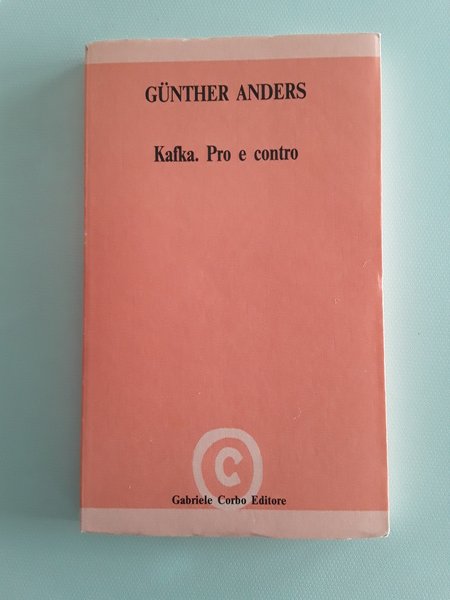 GÜNTHER ANDERS
Kafka. Pro e contro
C
Gabriele Corbo Editore